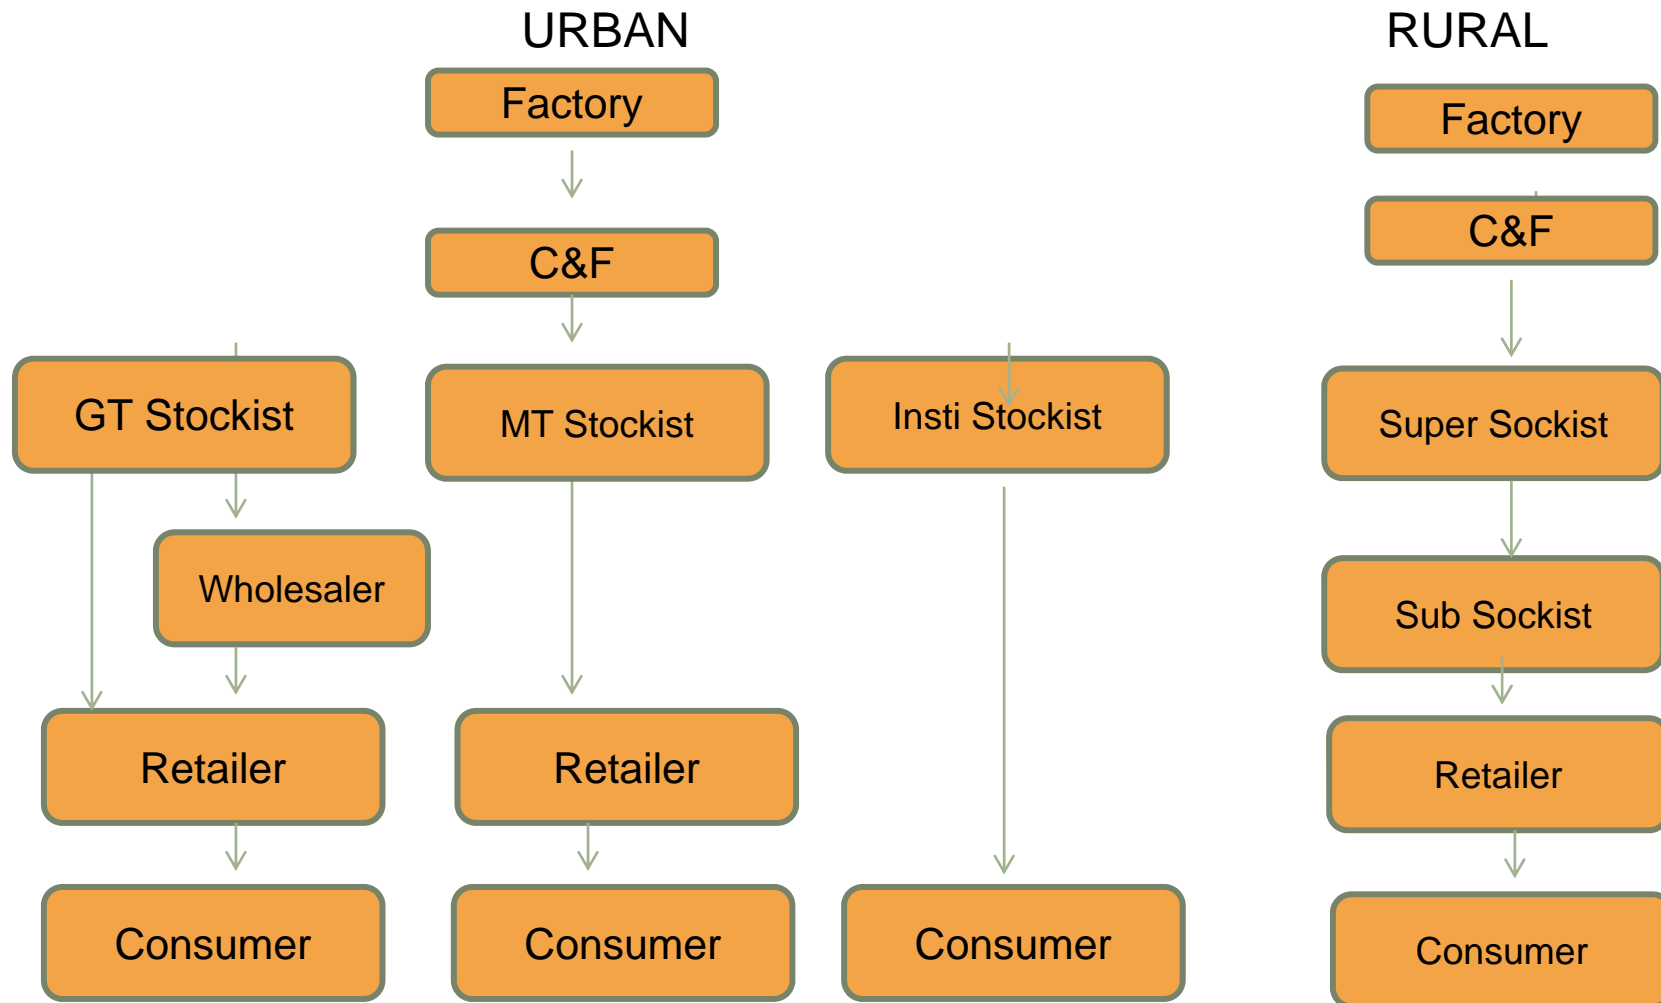 URBAN
Factory
C&F
GT Stockist
MT Stockist
Insti Stockist
Wholesaler
Retailer
Retailer
Consumer
Consumer
Consumer
RURAL
Factory
C&F
Super Sockist
Sub Sockist
Retailer
Consumer